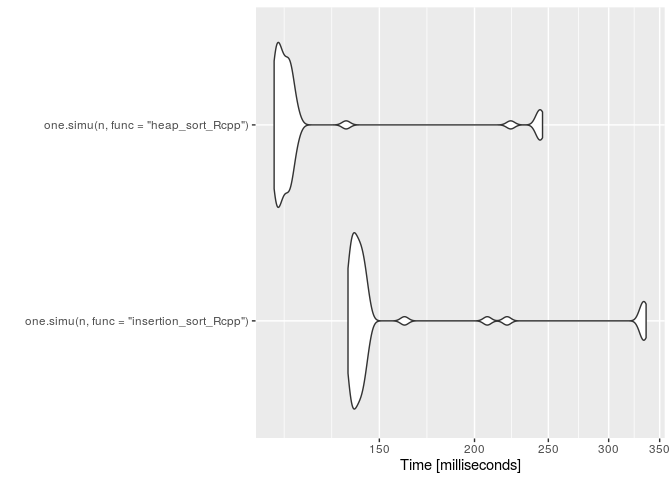 one.simu(n, func = "heap_sort_Rcpp")
one.simu(n, func = "insertion_sort_Rcpp")
150 200 250 300 350
Time [milliseconds]